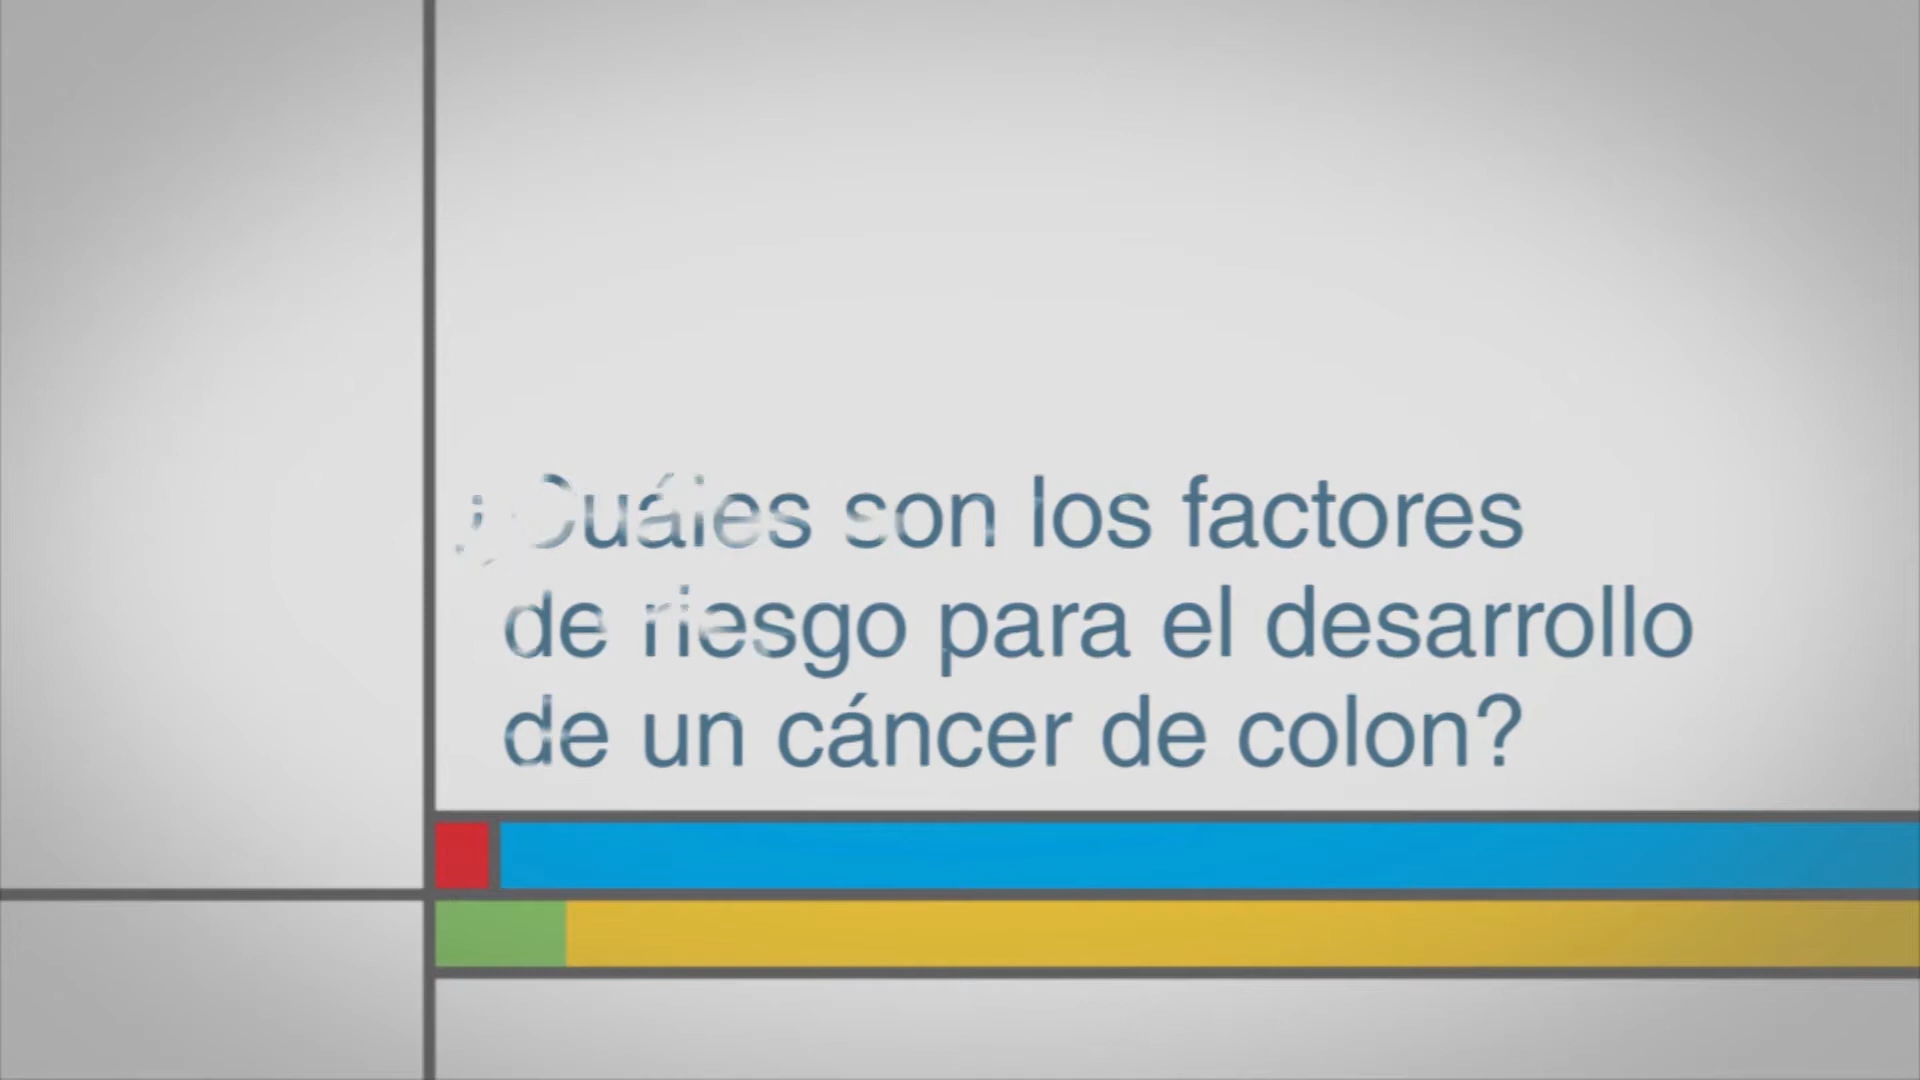 ¿Cuáles son los factores
de riesgo para el desarrollo
de un cáncer de colon?